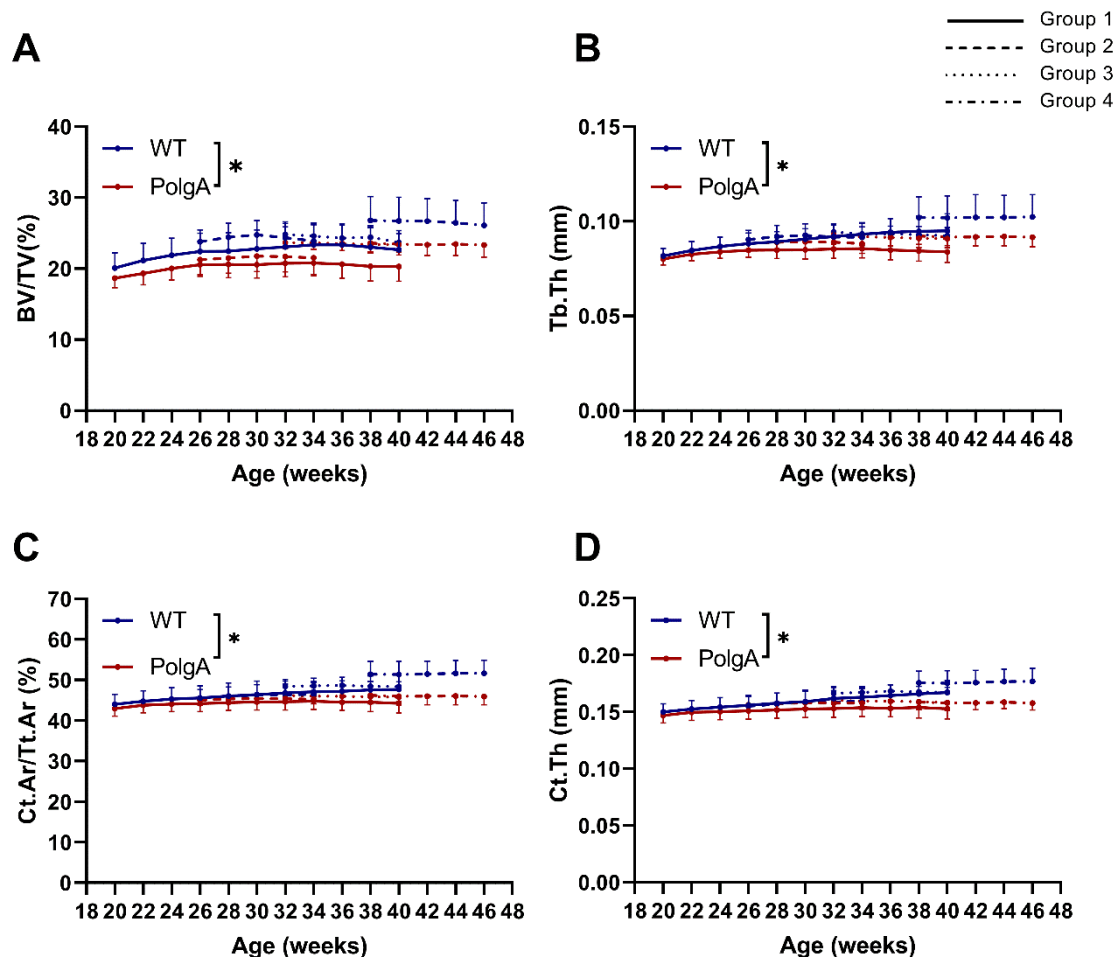 Group 1
Group 2
Group 3
Group 4
A
BV/TV(%)
40
30
20
10
0
WT
PolgA
*
18 20 22 24 26 28 30 32 34 36 38 40 42 44 46 48
Age (weeks)
B
Tb.Th (mm)
0.15
0.10
0.05
0.00
WT
PolgA
*
18 20 22 24 26 28 30 32 34 36 38 40 42 44 46 48
Age (weeks)
C
Ct.Ar/Tt.Ar (%)
70
60
50
40
30
20
10
0
WT
PolgA
*
18 20 22 24 26 28 30 32 34 36 38 40 42 44 46 48
Age (weeks)
D
Ct.Th (mm)
0.25
0.20
0.15
0.10
0.05
0.00
WT
PolgA
*
18 20 22 24 26 28 30 32 34 36 38 40 42 44 46 48
Age (weeks)